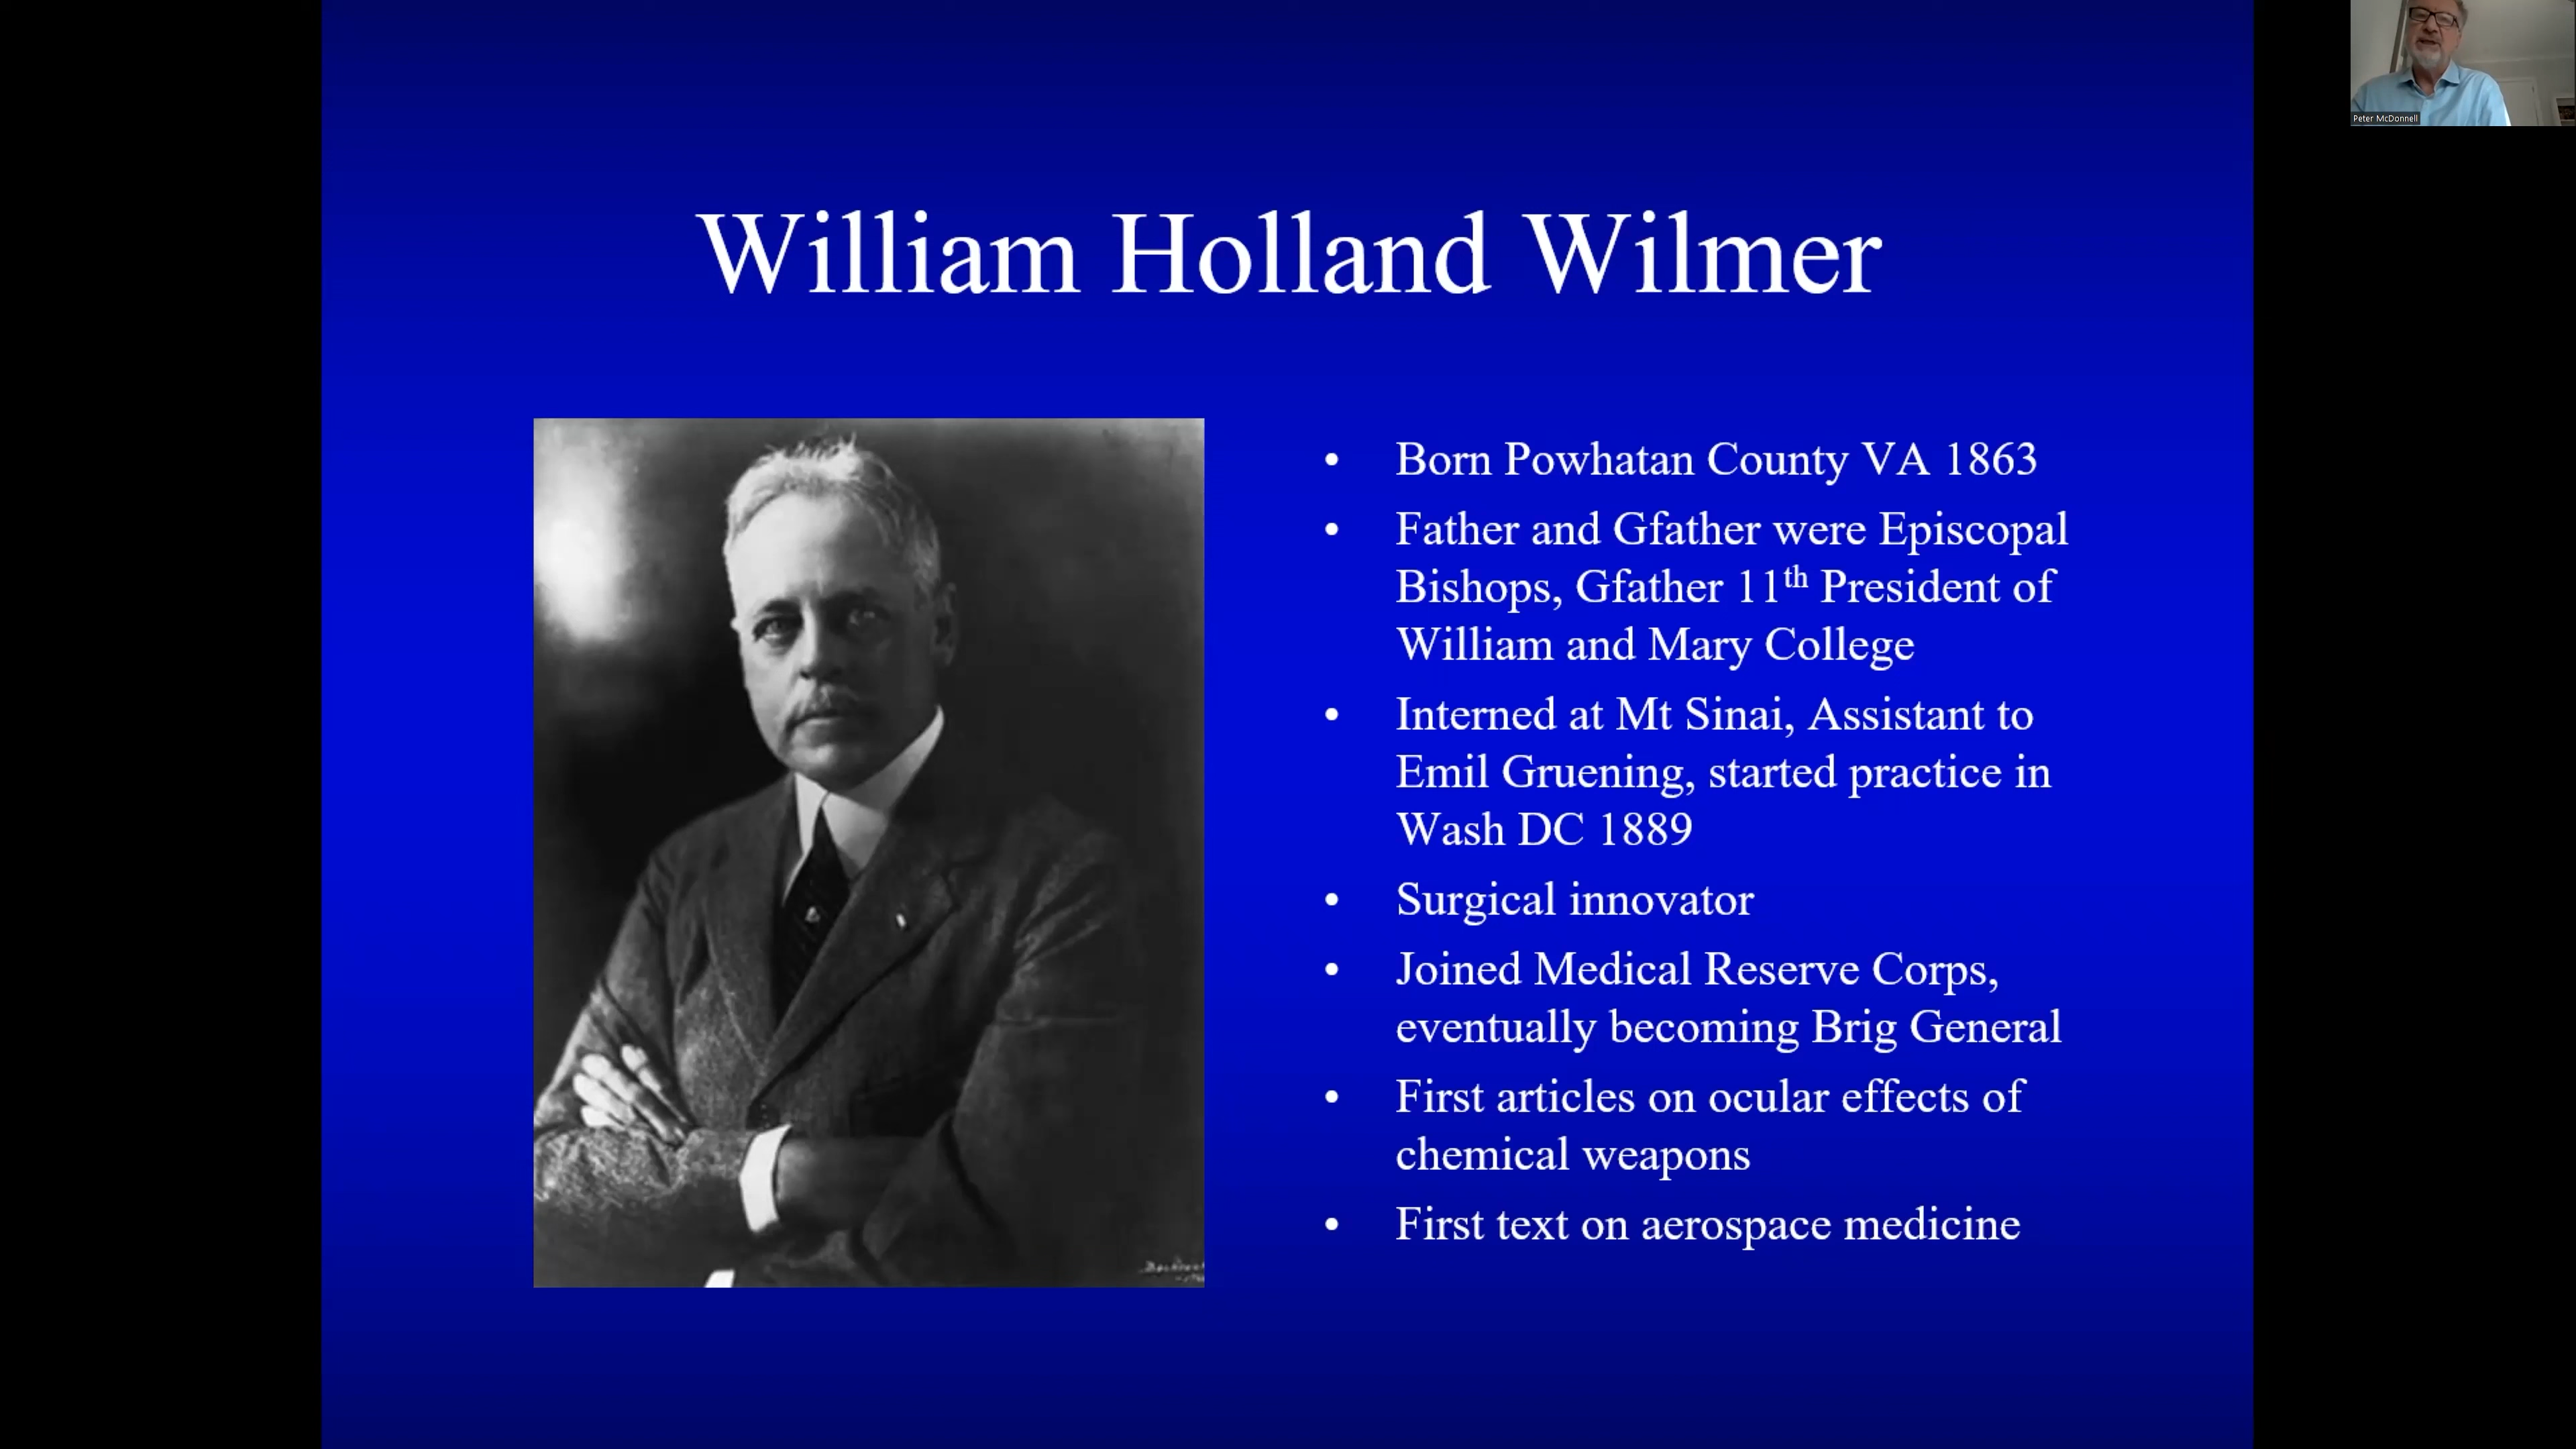 Peter McDonnell
William Holland Wilmer
• Born Powhatan County VA 1863
• Father and Gfather were Episcopal
Bishops, Gfather 11th President of
William and Mary College
• Interned at Mt Sinai, Assistant to
Emil Gruening, started practice in
Wash DC 1889
• Surgical innovator
• Joined Medical Reserve Corps,
eventually becoming Brig General
• First articles on ocular effects of
chemical weapons
• First text on aerospace medicine